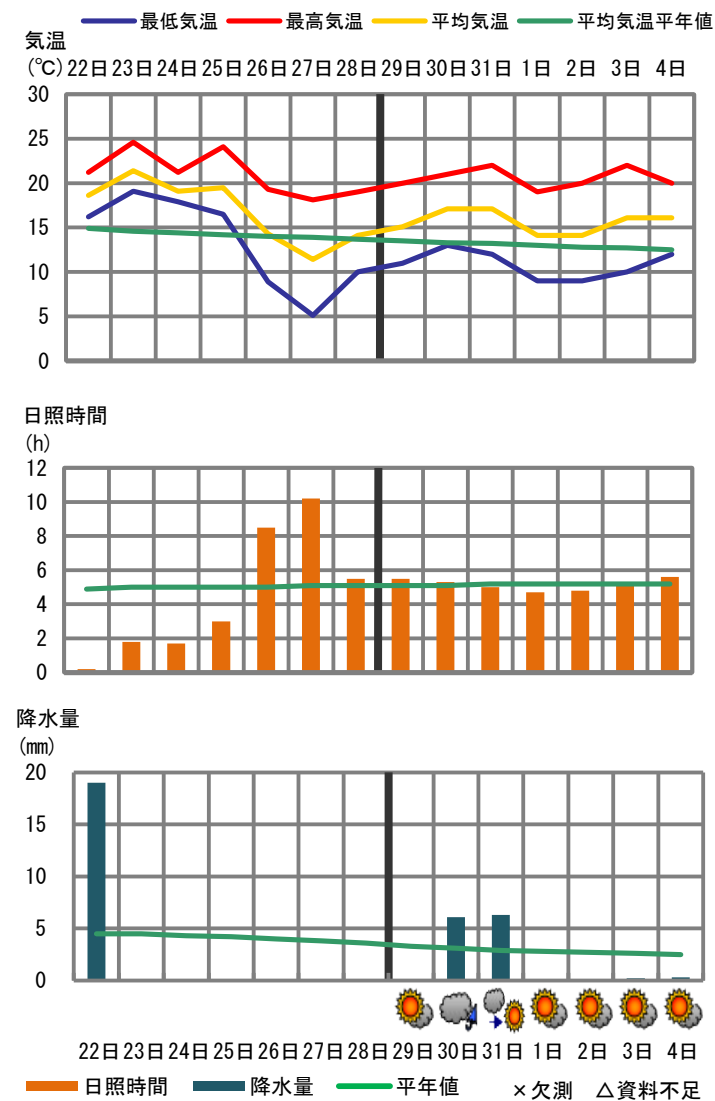 最低気温 最高気温 平均気温 平均気温平年値
気温
(℃) 22日 23日 24日 25日 26日 27日 28日 29日 30日 31日 1日 2日 3日 4日
30
25
20
15
10
5
0
日照時間
(h)
12
10
8
6
4
2
0
降水量
(㎜)
20
15
10
5
0
22日 23日 24日 25日 26日 27日 28日 29日 30日 31日 1日 2日 3日 4日
日照時間 降水量 平年値 ×欠測 △資料不足